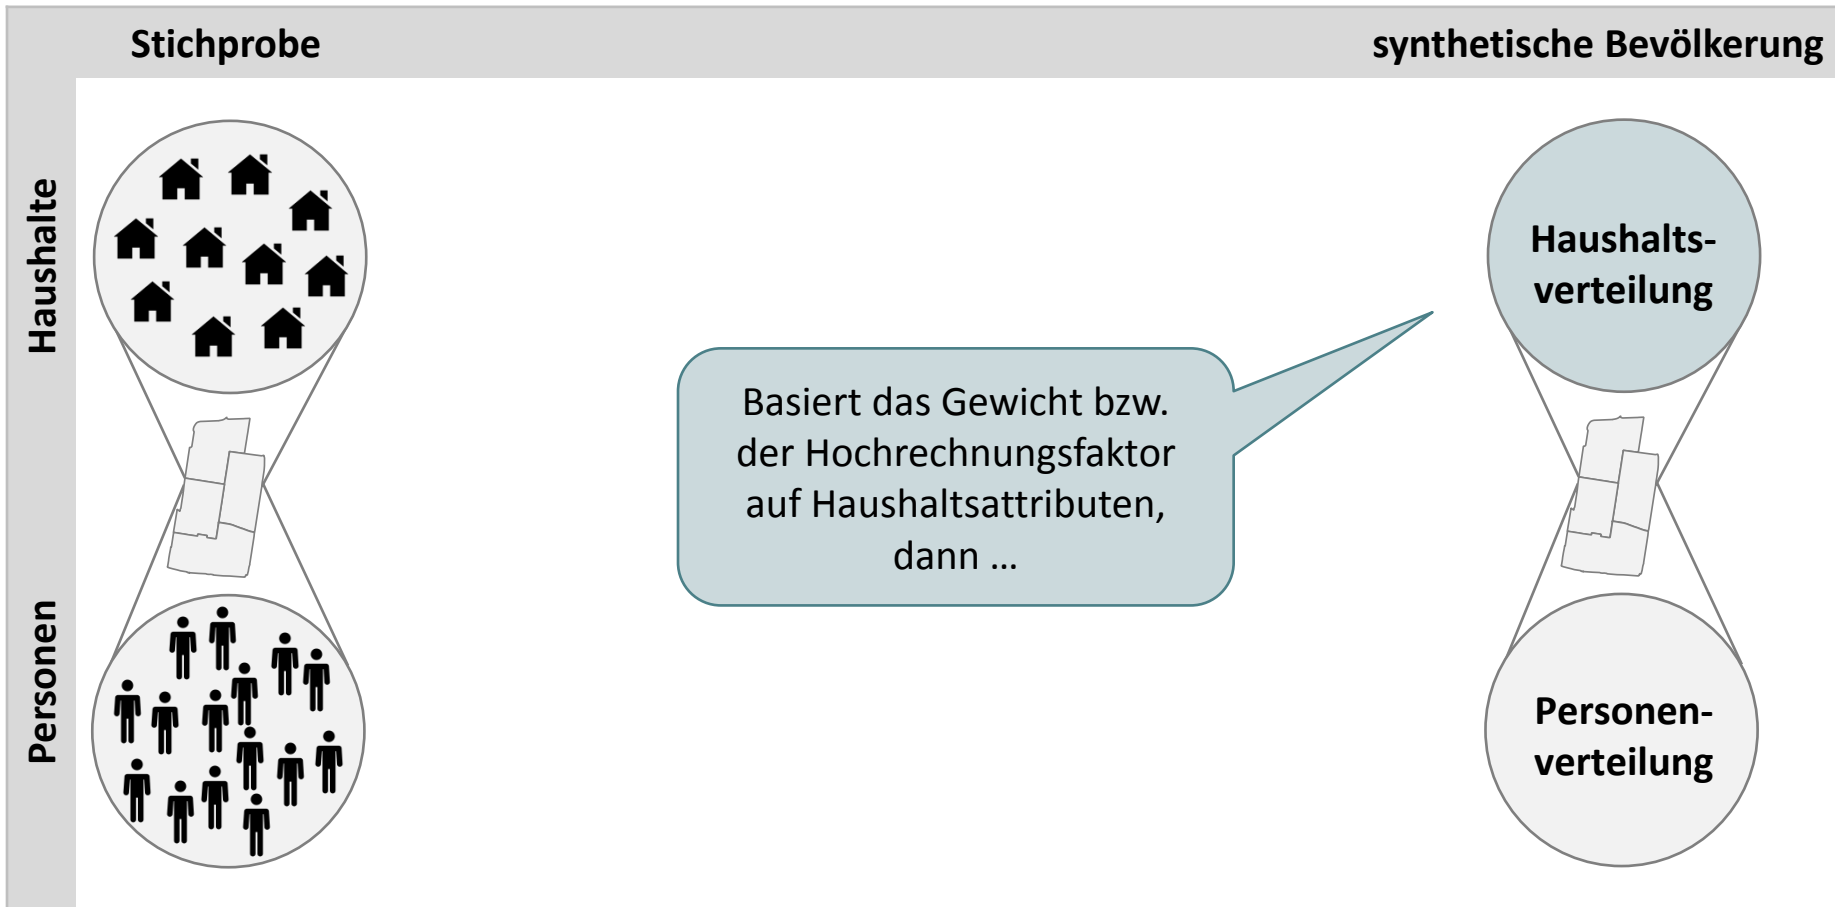 Stichprobe
synthetische Bevölkerung
Haushalte
Haushalts-
verteilung
Basiert das Gewicht bzw.
der Hochrechnungsfaktor
auf Haushaltsattributen,
dann ...
Personen
Personen-
verteilung